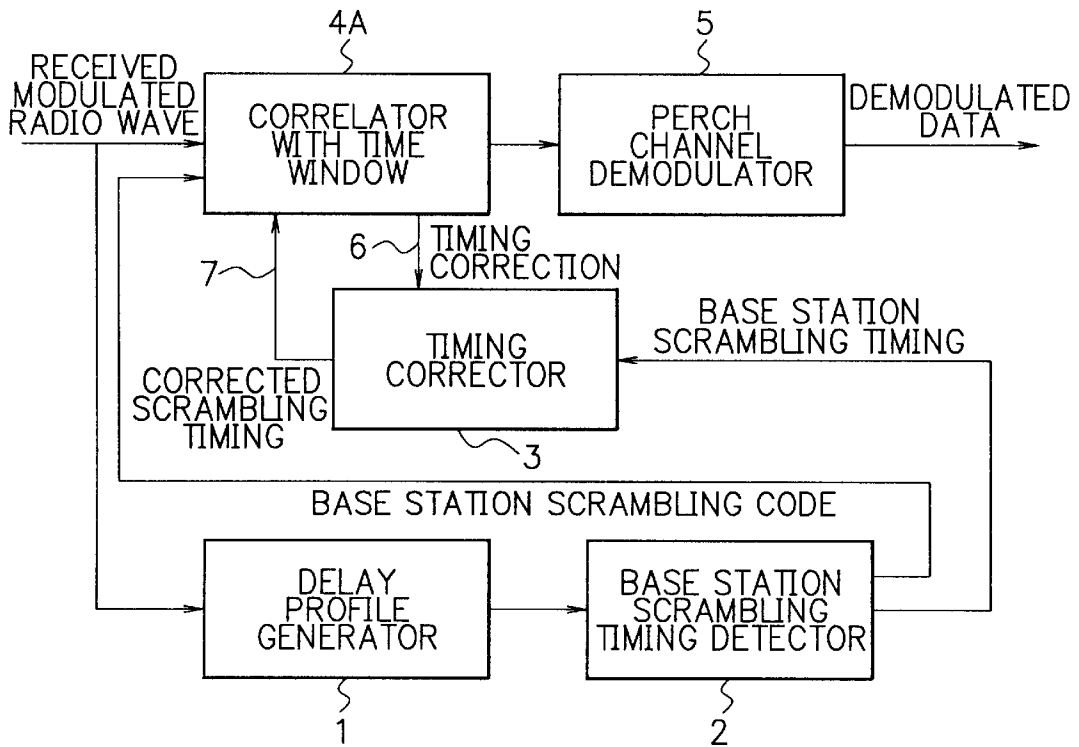 4A
5
RECEIVED
MODULATED
RADIO WAVE
CORRELATOR
WITH TIME
WINDOW
PERCH
CHANNEL
DEMODULATOR
DEMODULATED
DATA
6
TIMING
CORRECTION
7
TIMING
CORRECTOR
BASE STATION
SCRAMBLING TIMING
CORRECTED
SCRAMBLING
TIMING
3
BASE STATION SCRAMBLING CODE
DELAY
PROFILE
GENERATOR
BASE STATION
SCRAMBLING
TIMING DETECTOR
1
2